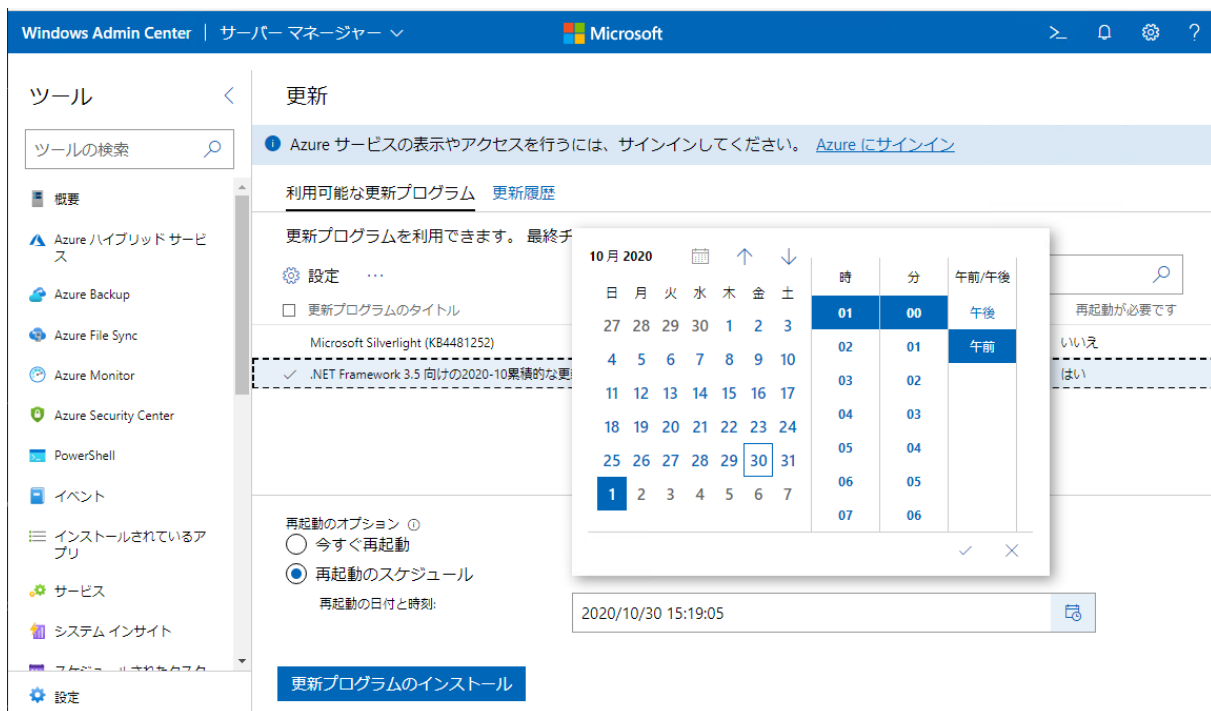 Windows Admin Center | サーバー マネージャー
Microsoft
ツール
ツールの検索
概要
Azure ハイブリッド サービ
ス
Azure Backup
Azure File Sync
Azure Monitor
Azure Security Center
PowerShell
イベント
インストールされているア
プリ
サービス
システム インサイト
スケジュールされたタスク
設定
更新
Azure サービスの表示やアクセスを行うには、サインインしてください。 Azure にサインイン
利用可能な更新プログラム 更新履歴
更新プログラムを利用できます。 最終チ
設定 ···
更新プログラムのタイトル 再起動が必要です
Microsoft Silverlight (KB4481252) いいえ
.NET Framework 3.5 向けの2020-10累積的な更 はい
10 月 2020
日 月 火 水 木 金 土
27 28 29 30 1 2 3
4 5 6 7 8 9 10
11 12 13 14 15 16 17
18 19 20 21 22 23 24
25 26 27 28 29 30 31
1 2 3 4 5 6 7
時 分 午前/午後
01 00 午後
02 01 午前
03 02
04 03
05 04
06 05
07 06
再起動のオプション
今すぐ再起動
再起動のスケジュール
再起動の日付と時刻:
2020/10/30 15:19:05
更新プログラムのインストール